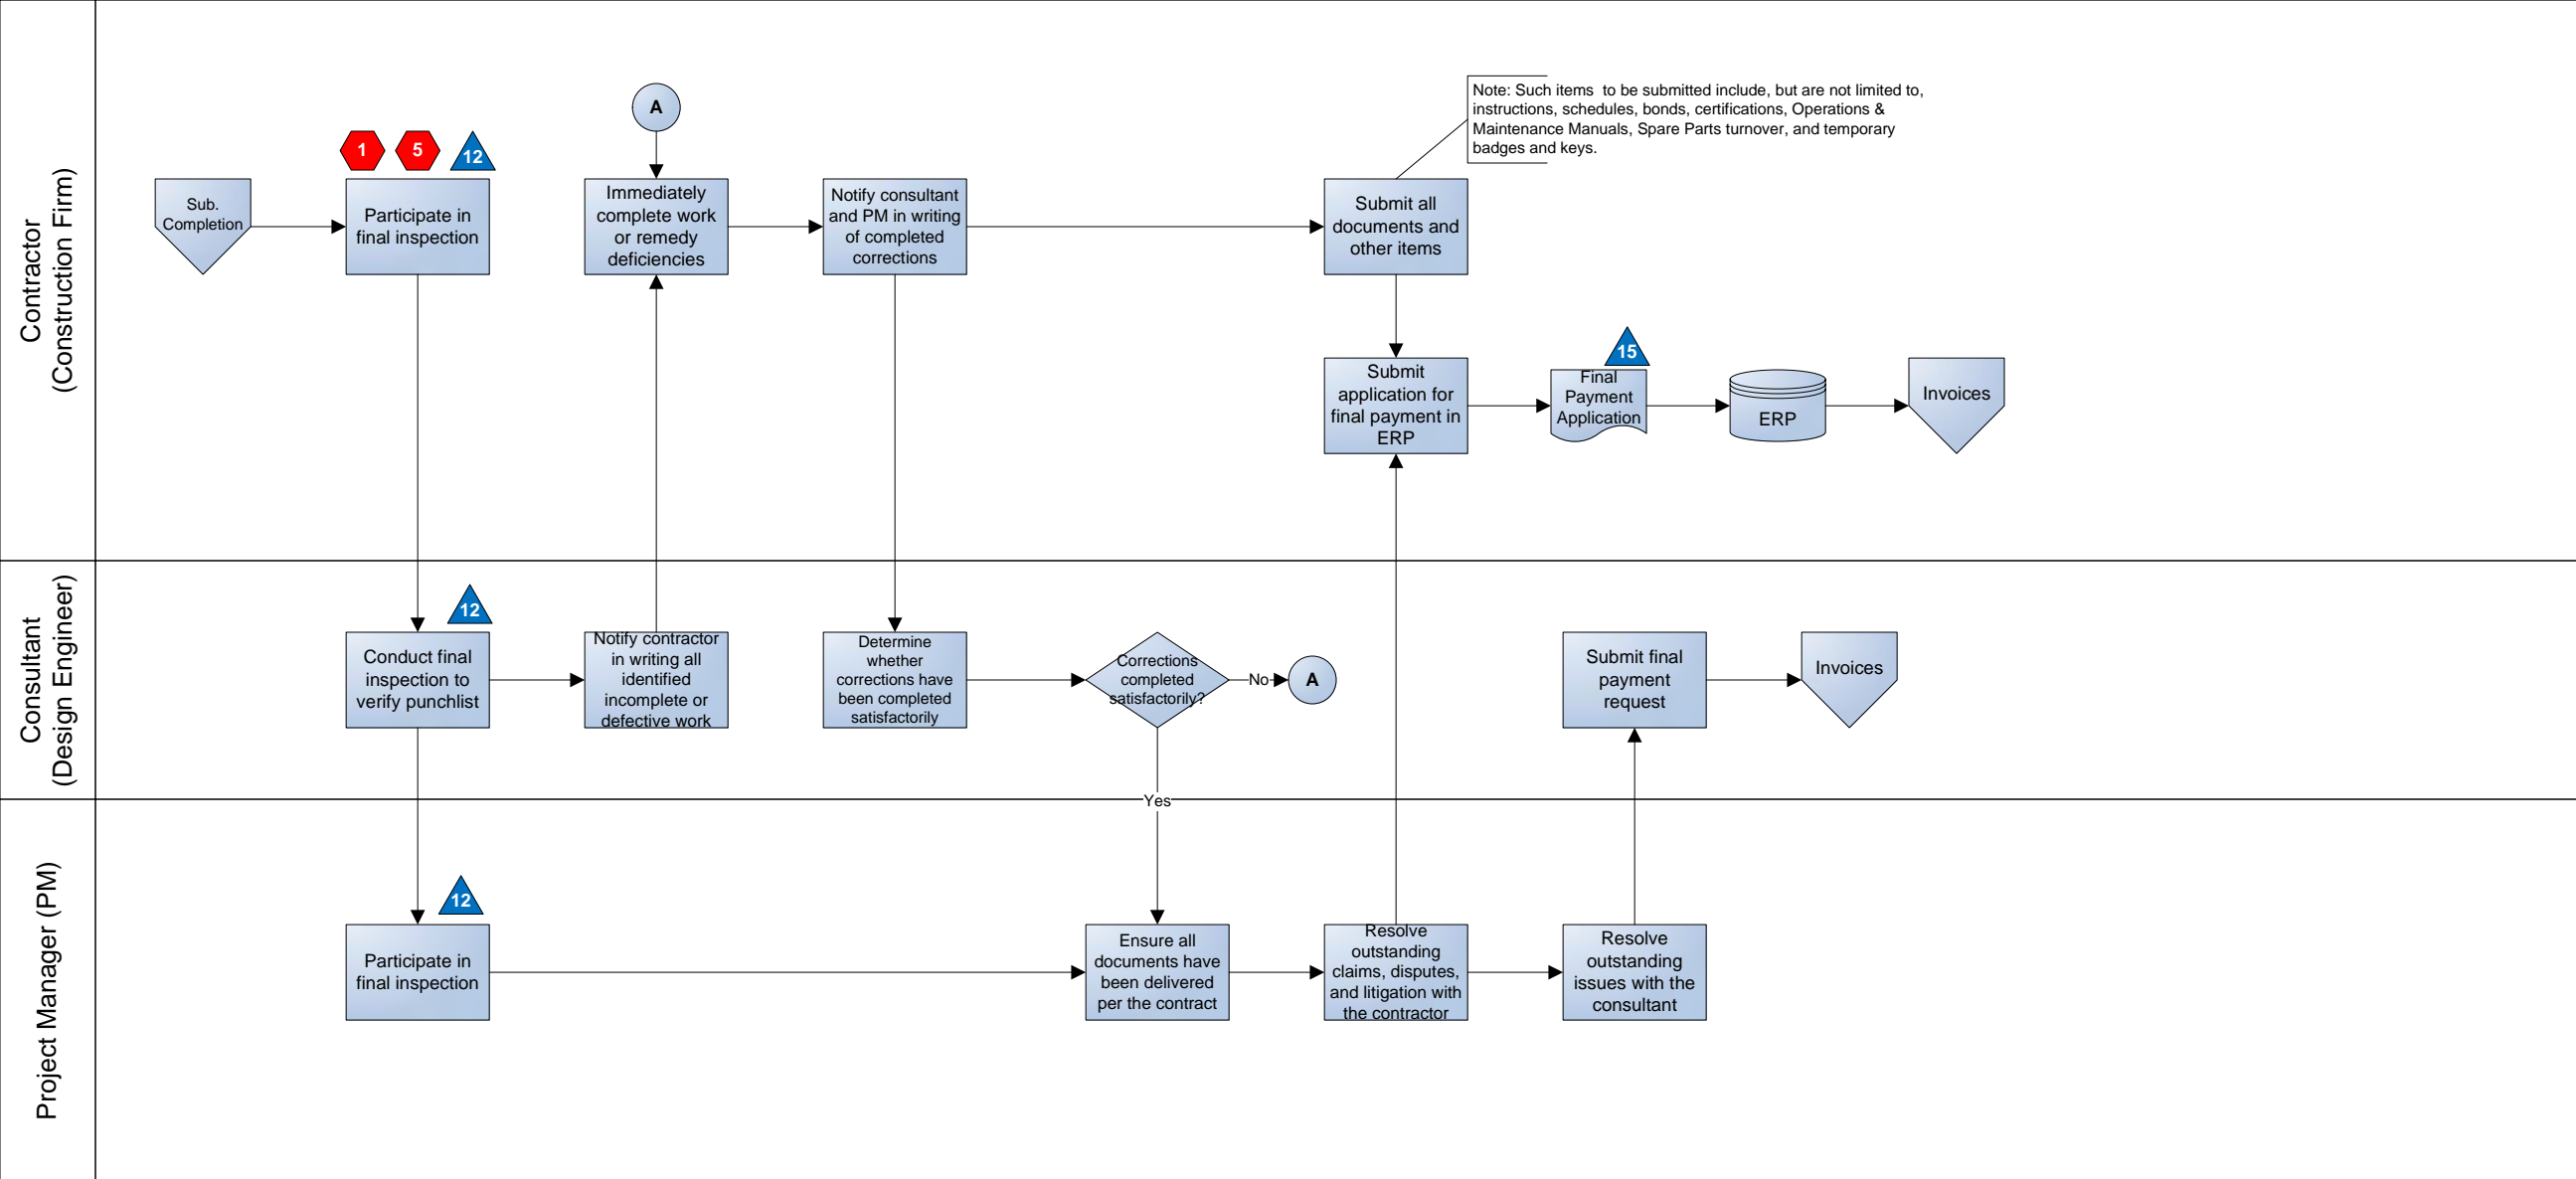 Contractor
(Construction Firm)
A
Note: Such items  to be submitted include, but are not limited to,
instructions, schedules, bonds, certifications, Operations &
Maintenance Manuals, Spare Parts turnover, and temporary
badges and keys.
1
5
12
Sub.
Completion
Participate in
final inspection
Immediately
complete work
or remedy
deficiencies
Notify consultant
and PM in writing
of completed
corrections
Submit all
documents and
other items
Submit
application for
final payment in
ERP
15
Final
Payment
Application
ERP
Invoices
Consultant
(Design Engineer)
12
Conduct final
inspection to
verify punchlist
Notify contractor
in writing all
identified
incomplete or
defective work
Determine
whether
corrections have
been completed
satisfactorily
Corrections
completed
satisfactorily?
No
A
Submit final
payment
request
Invoices
Yes
Project Manager (PM)
12
Participate in
final inspection
Ensure all
documents have
been delivered
per the contract
Resolve
outstanding
claims, disputes,
and litigation with
the contractor
Resolve
outstanding
issues with the
consultant